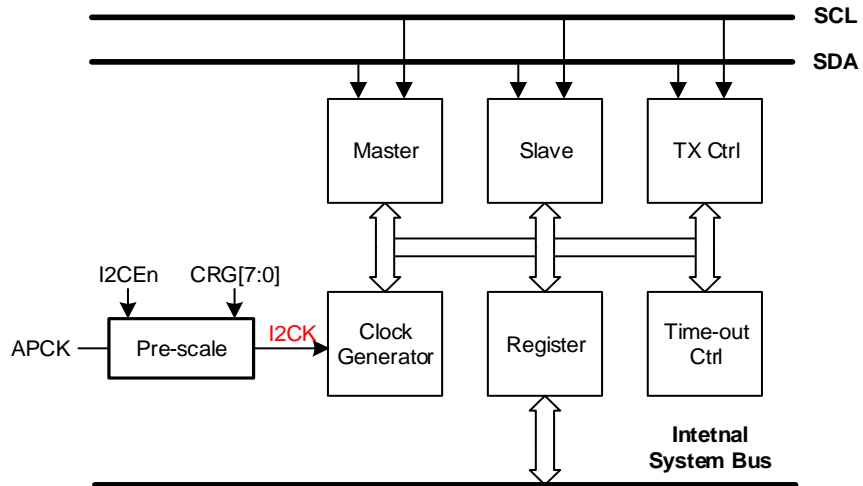 SCL
SDA
Master
Slave
TX Ctrl
I2CEn
CRG[7:0]
APCK
Pre-scale
I2CK
Clock
Generator
Register
Time-out
Ctrl
Intetnal
System Bus